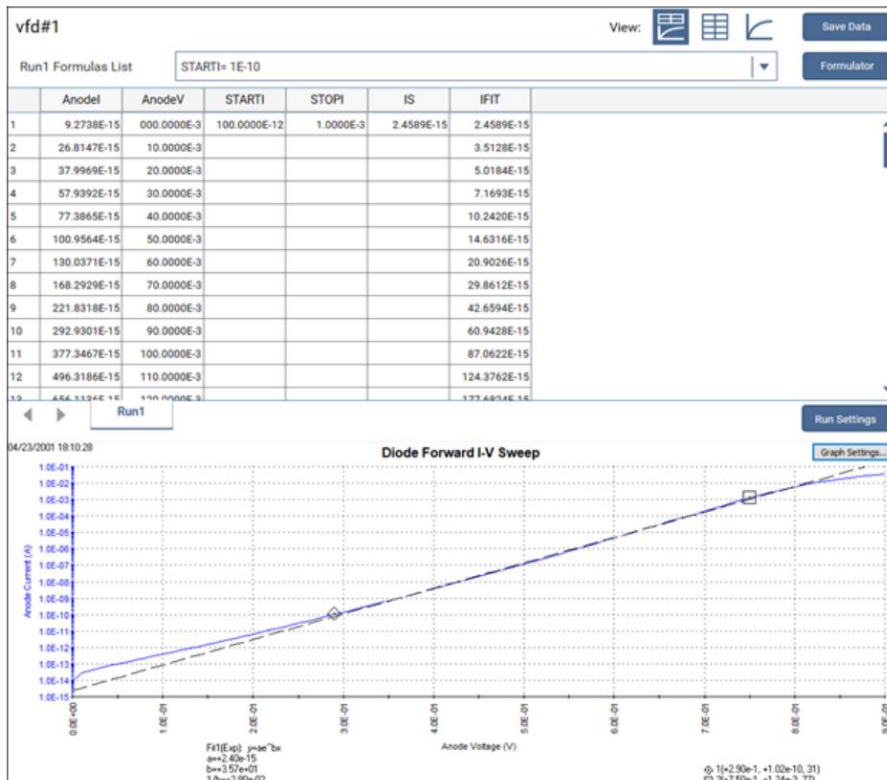 vfd#1
View:
Save Data
Run1 Formulas List
STARTI= 1E-10
Formulator
AnodeI AnodeV STARTI STOPI IS IFIT
1 9.2738E-15 000.0000E-3 100.0000E-12 1.0000E-3 2.4589E-15 2.4589E-15
2 26.8147E-15 10.0000E-3 3.5128E-15
3 37.9969E-15 20.0000E-3 5.0184E-15
4 57.9392E-15 30.0000E-3 7.1693E-15
5 77.3865E-15 40.0000E-3 10.2420E-15
6 100.9564E-15 50.0000E-3 14.6316E-15
7 130.0371E-15 60.0000E-3 20.9026E-15
8 168.2929E-15 70.0000E-3 29.8612E-15
9 221.8318E-15 80.0000E-3 42.6594E-15
10 292.9301E-15 90.0000E-3 60.9428E-15
11 377.3467E-15 100.0000E-3 87.0622E-15
12 496.3186E-15 110.0000E-3 124.3762E-15
Run1
Run Settings
04/23/2001 18:10:28
Diode Forward I-V Sweep
Graph Settings...
1.0E-01
1.0E-02
1.0E-03
1.0E-04
1.0E-05
1.0E-06
1.0E-07
1.0E-08
1.0E-09
1.0E-10
1.0E-11
1.0E-12
1.0E-13
1.0E-14
1.0E-15
Anode Current (A)
0.0E+00
1.0E-01
2.0E-01
3.0E-01
4.0E-01
5.0E-01
6.0E-01
7.0E-01
8.0E-01
9.0E-01
Anode Voltage (V)
Fit1(Exp): y=ae^bx
a=+2.40e-15
b=+3.57e+01
1(+2.90e-1, +1.02e-10, 31)